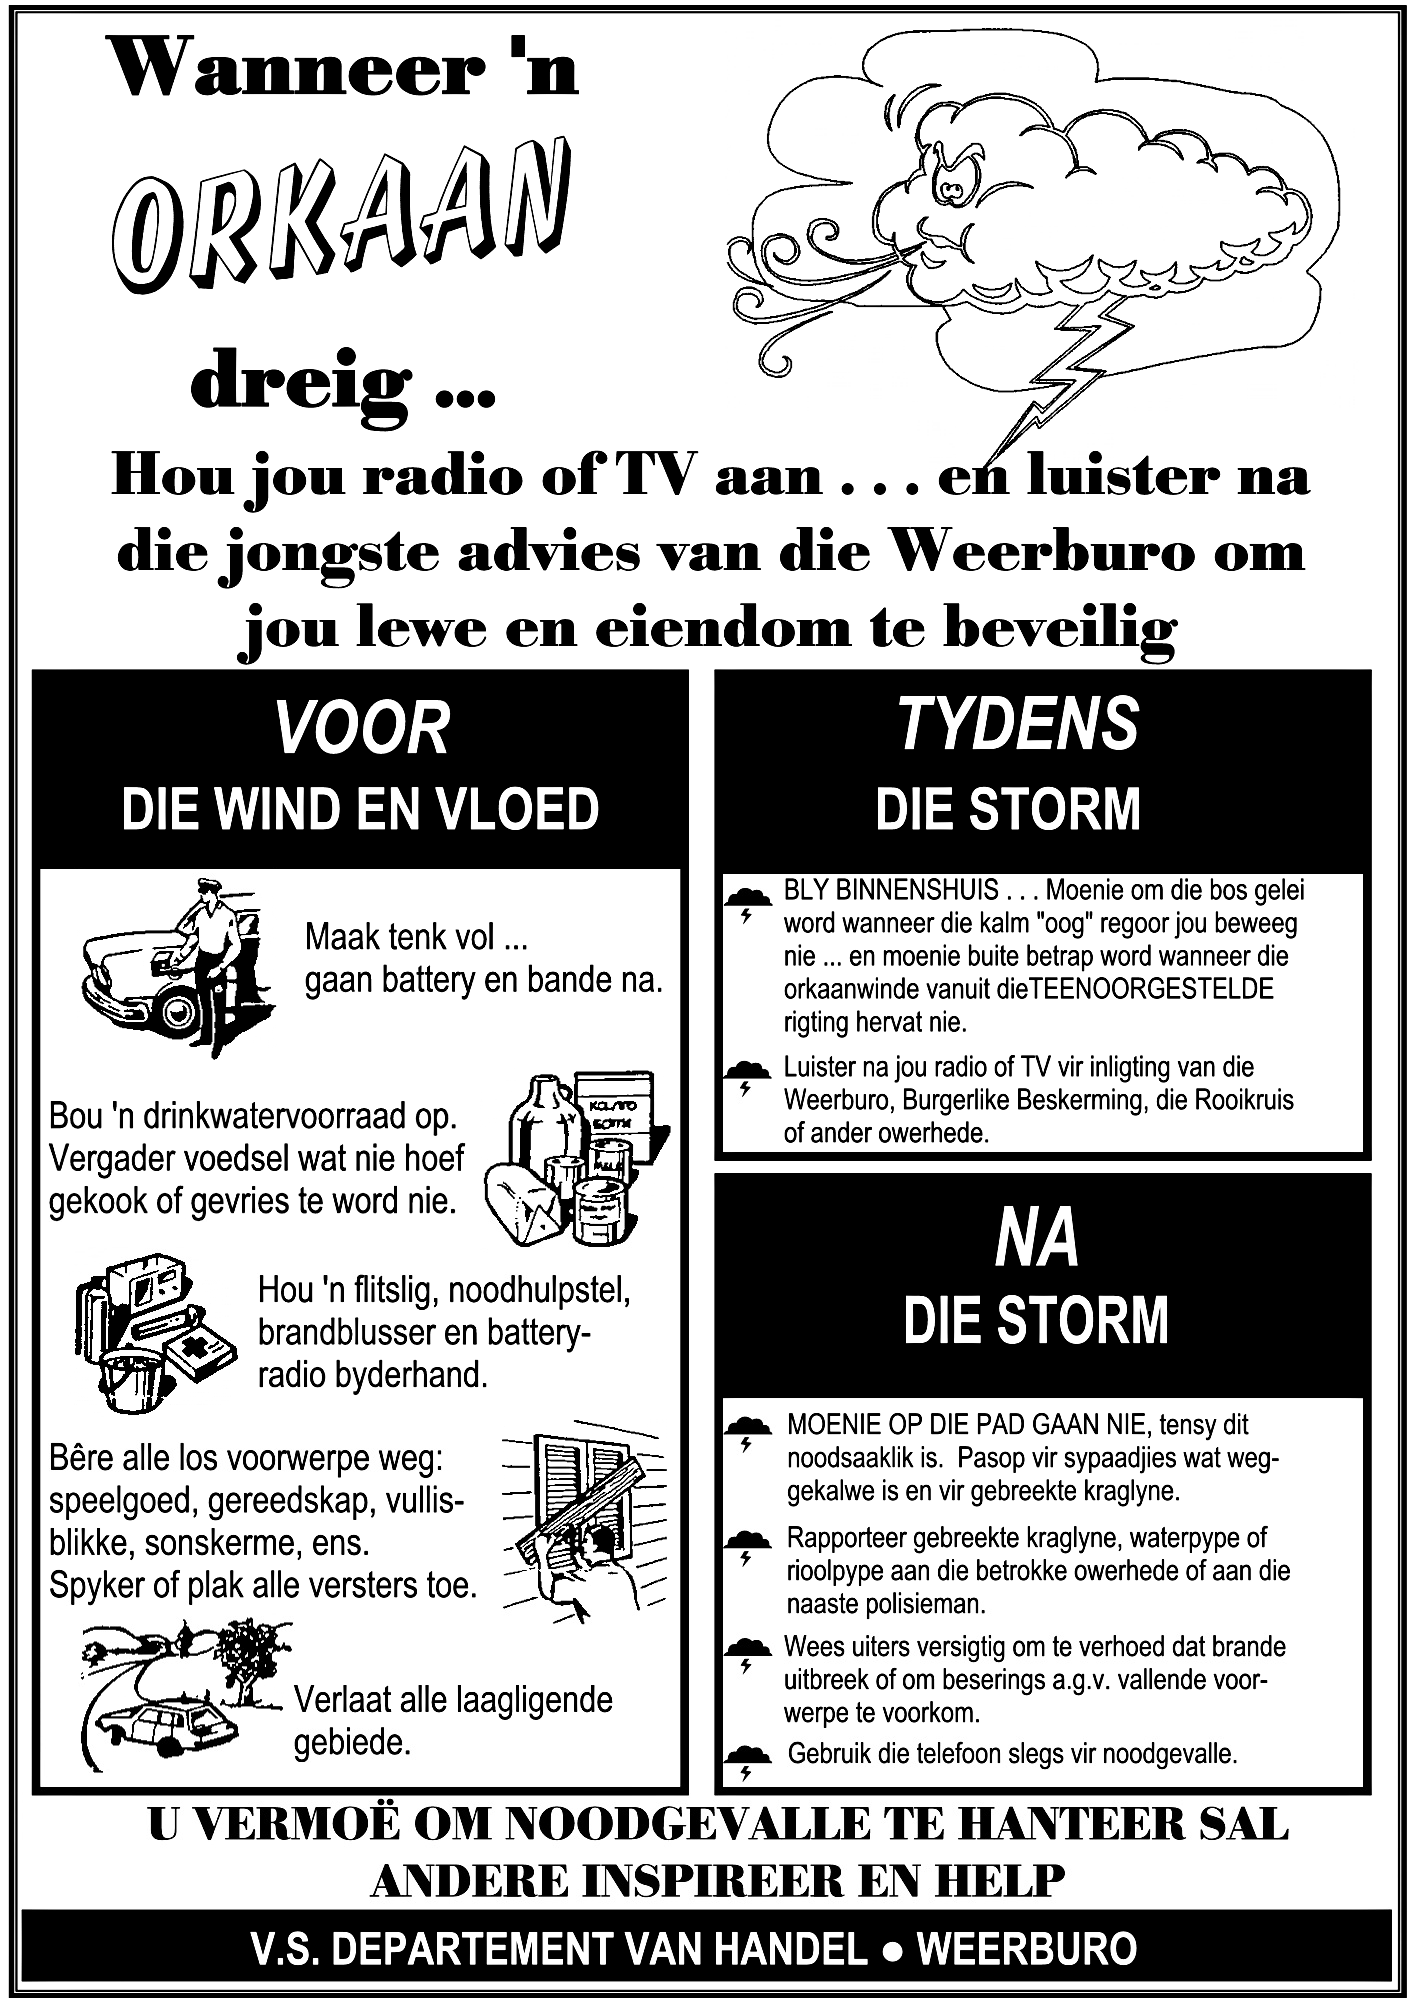 Wanneer 'n
ORKAAN
dreig ...
Hou jou radio of TV aan . . . en luister na
die jongste advies van die Weerburo om
jou lewe en eiendom te beveilig
VOOR
DIE WIND EN VLOED
Maak tenk vol ...
gaan battery en bande na.
Bou 'n drinkwatervoorraad op.
Vergader voedsel wat nie hoef
gekook of gevries te word nie.
Hou 'n flitslig, noodhulpstel,
brandblusser en battery-
radio byderhand.
Bêre alle los voorwerpe weg:
speelgoed, gereedskap, vullis-
blikke, sonskerme, ens.
Spyker of plak alle versters toe.
Verlaat alle laagligende
gebiede.
TYDENS
DIE STORM
BLY BINNENSHUIS . . . Moenie om die bos gelei
word wanneer die kalm "oog" regoor jou beweeg
nie ... en moenie buite betrap word wanneer die
orkaanwinde vanuit dieTEENOORGESTELDE
rigting hervat nie.
Luister na jou radio of TV vir inligting van die
Weerburo, Burgerlike Beskerming, die Rooikruis
of ander owerhede.
NA
DIE STORM
MOENIE OP DIE PAD GAAN NIE, tensy dit
noodsaaklik is. Pasop vir sypaadjies wat weg-
gekalwe is en vir gebreekte kraglyne.
Rapporteer gebreekte kraglyne, waterpype of
rioolpype aan die betrokke owerhede of aan die
naaste polisieman.
Wees uiters versigtig om te verhoed dat brande
uitbreek of om beserings a.g.v. vallende voor-
werpe te voorkom.
Gebruik die telefoon slegs vir noodgevalle.
U VERMOË OM NOODGEVALLE TE HANTEER SAL
ANDERE INSPIREER EN HELP
V.S. DEPARTEMENT VAN HANDEL ● WEERBURO